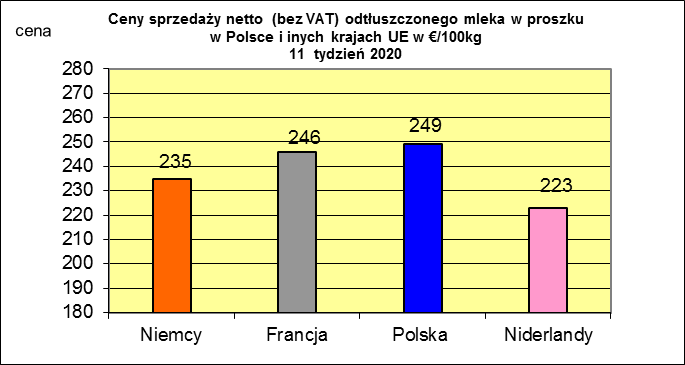 Ceny sprzedaży netto (bez VAT) odtłuszczonego mleka w proszku
w Polsce i inych krajach UE w €/100kg
11 tydzień 2020
cena
280
270
260
250
240
230
220
210
200
190
180
235
246
249
223
Niemcy
Francja
Polska
Niderlandy